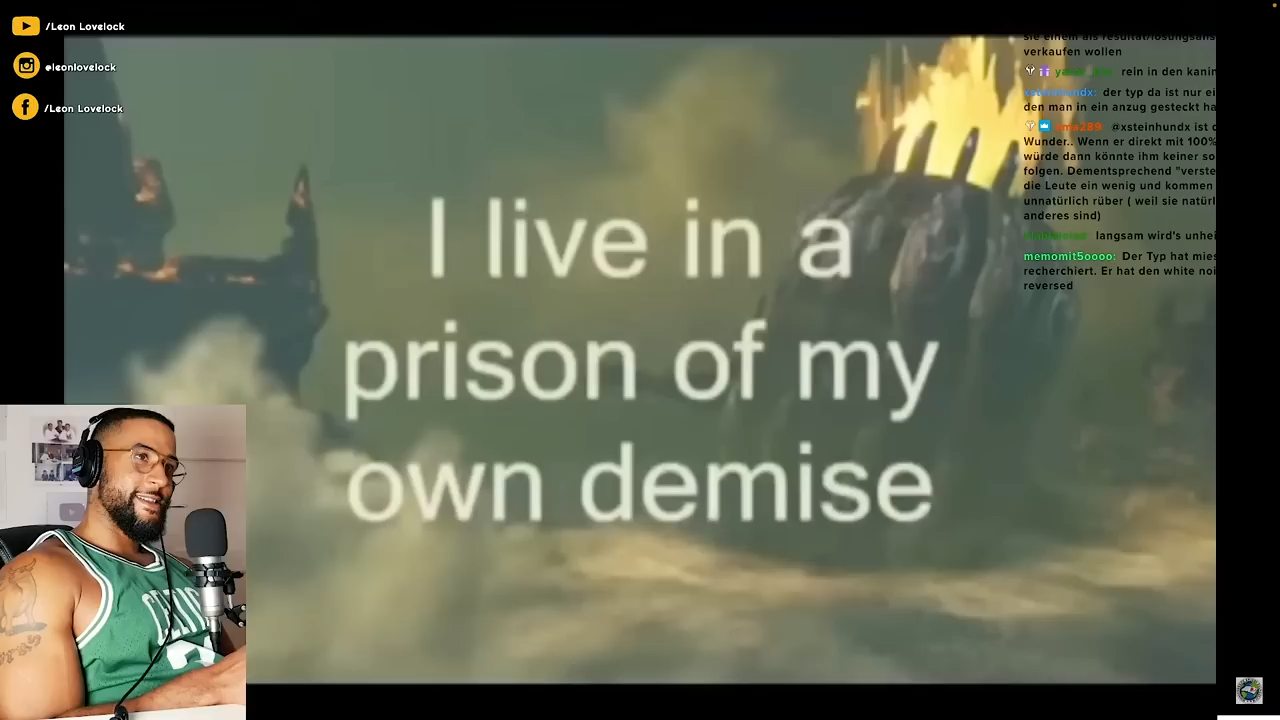 /Leon Lovelock
@leonlovelock
/Leon Lovelock
I live in a
prison of my
own demise
verkaufen wollen
rein in den kanin
der typ da ist nur ei
den man in ein anzug gesteckt ha
@xsteinhundx ist d
Wunder.. Wenn er direkt mit 100%
würde dann könnte ihm keiner so
folgen. Dementsprechend "verste
die Leute ein wenig und kommen
unnatürlich rüber ( weil sie natürl
anderes sind)
langsam wird's unhei
memomit5oooo: Der Typ hat mies
recherchiert. Er hat den white noi
reversed
CELTI